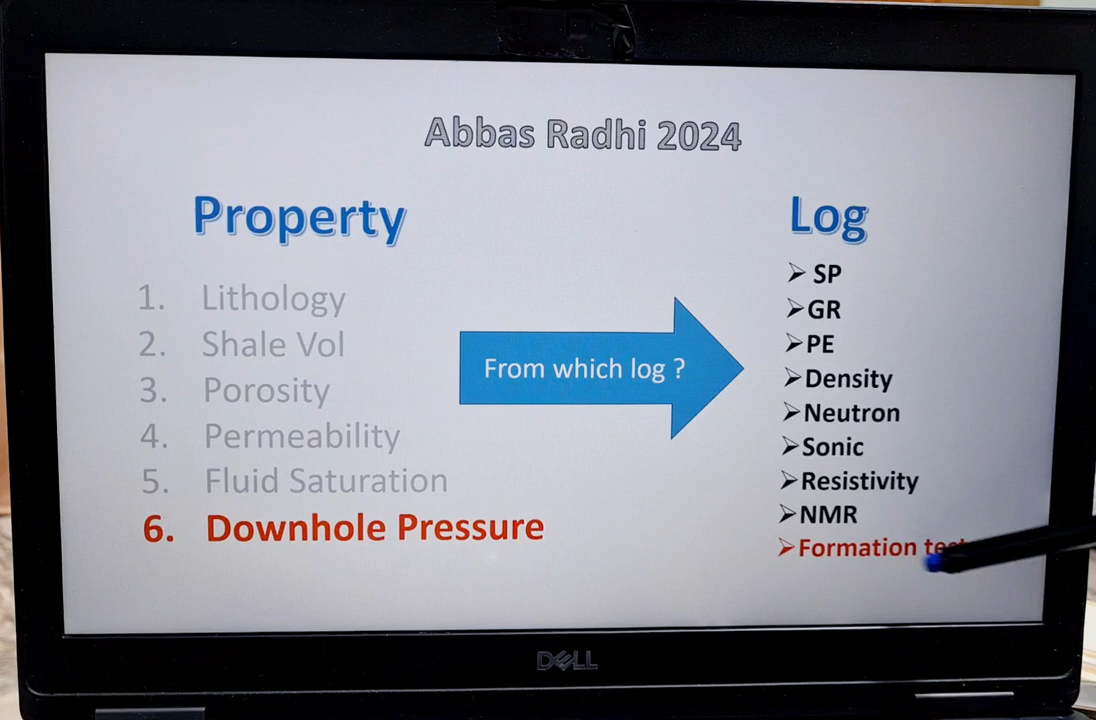 Abbas Radhi 2024
Property
1. Lithology
2. Shale Vol
3. Porosity
4. Permeability
5. Fluid Saturation
6. Downhole Pressure
From which log ?
Log
➢ SP
➢GR
➢PE
➢Density
➢Neutron
➢Sonic
➢Resistivity
➢NMR
➢Formation
DELL